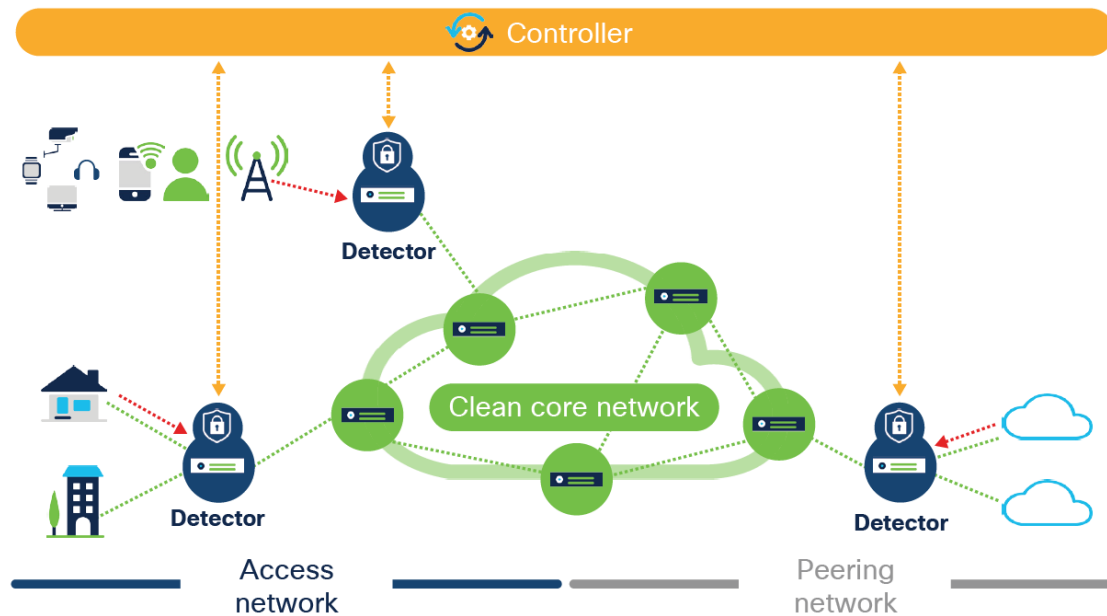 Controller
Detector
Clean core network
Detector
Detector
Access
network
Peering
network